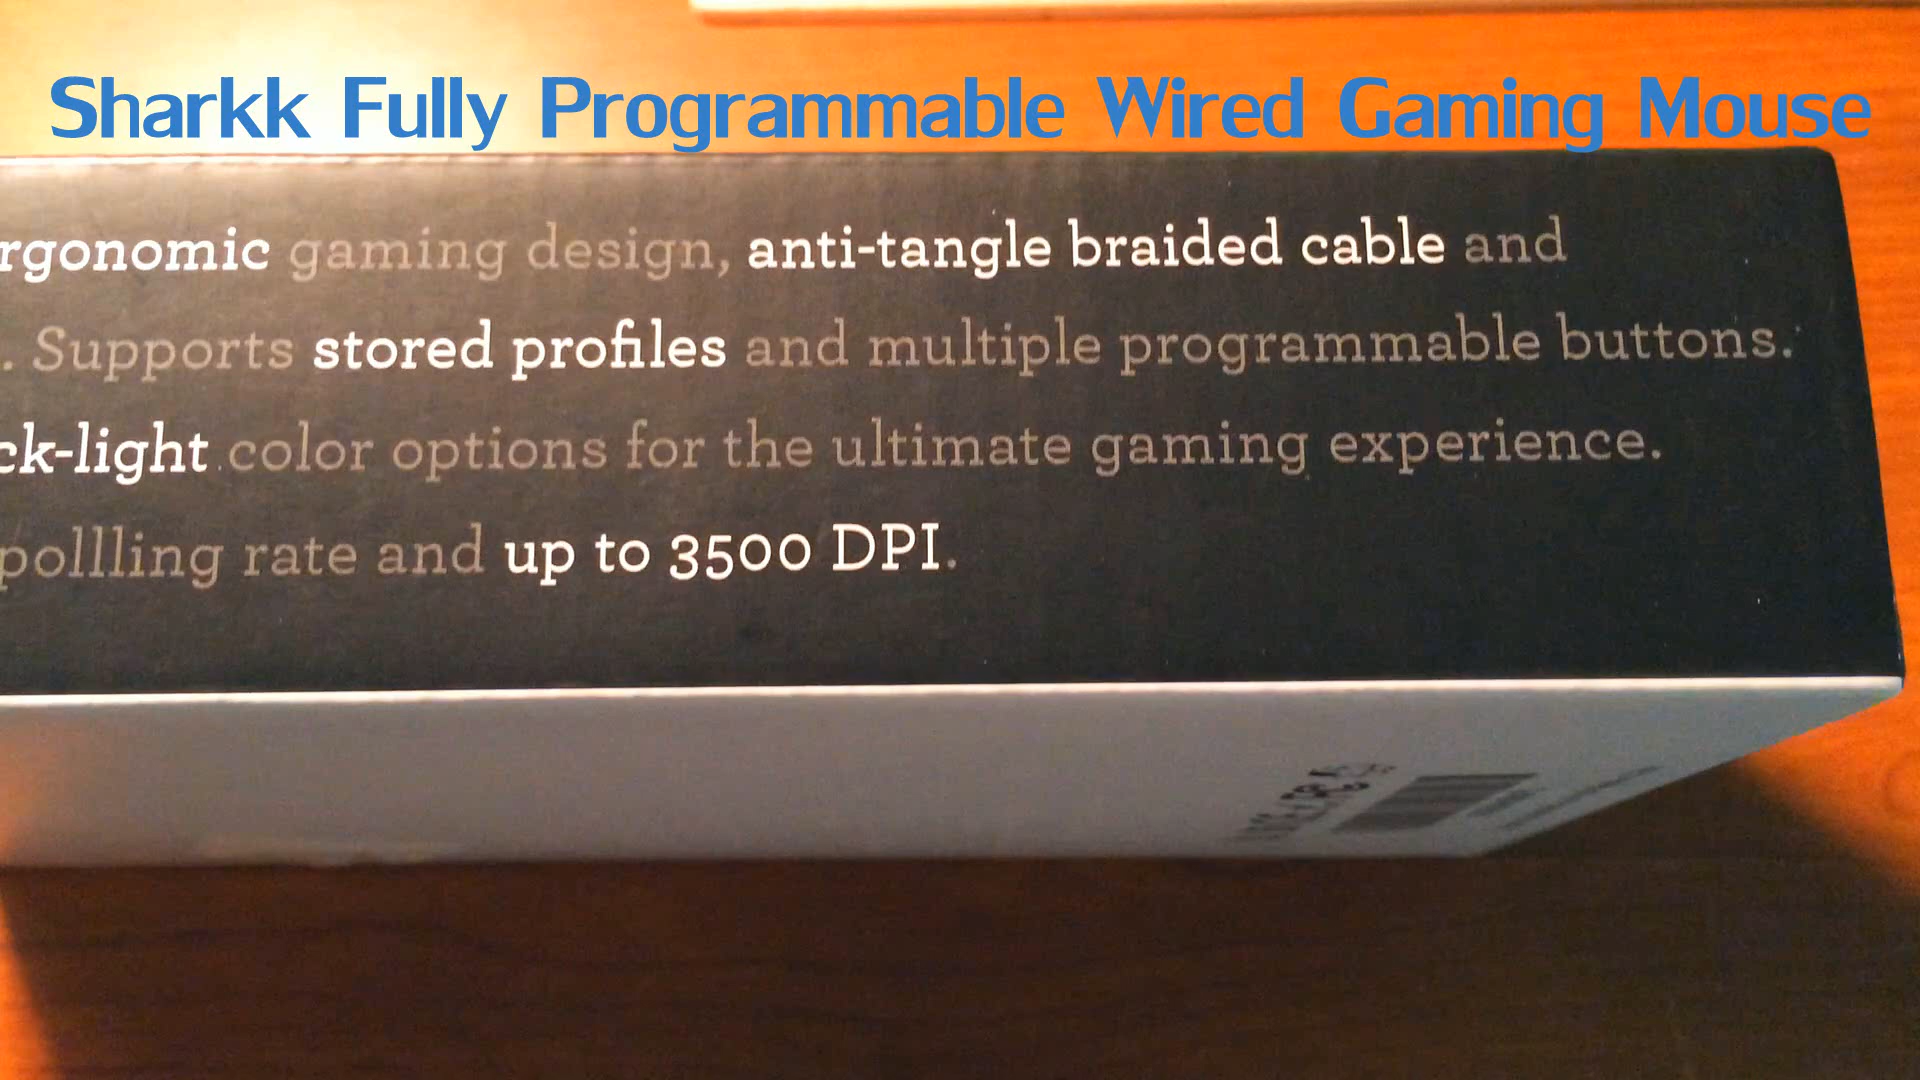 Sharkk Fully Programmable Wired Gaming Mouse
rgonomic gaming design, anti-tangle braided cable and
. Supports stored profiles and multiple programmable buttons.
ck-light color options for the ultimate gaming experience.
pollling rate and up to 3500 DPI.